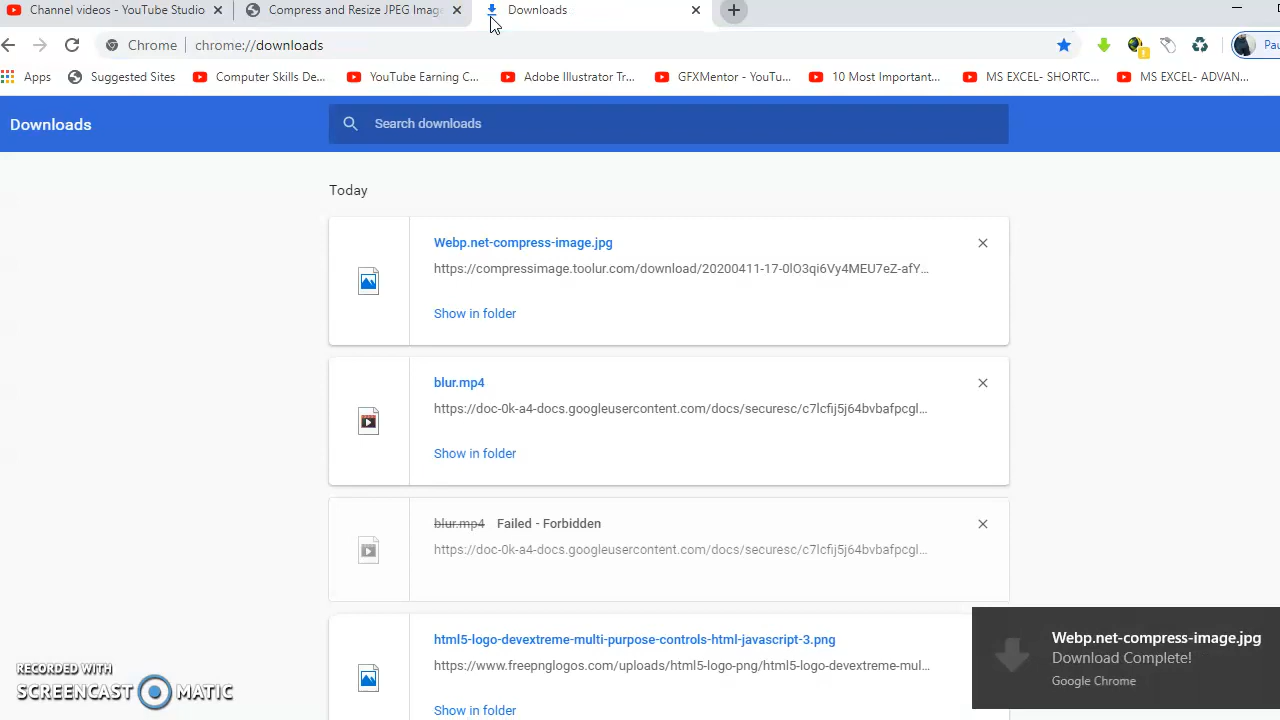 Channel videos - YouTube Studio
Compress and Resize JPEG Image
Downloads
Chrome
chrome://downloads
Pau
Apps
Suggested Sites
Computer Skills De...
YouTube Earning C...
Adobe Illustrator Tr...
GFXMentor - YouTu...
10 Most Important...
MS EXCEL- SHORTC...
MS EXCEL- ADVAN...
Downloads
Search downloads
Today
Webp.net-compress-image.jpg
https://compressimage.toolur.com/download/20200411-17-0lO3qi6Vy4MEU7eZ-afY...
Show in folder
blur.mp4
https://doc-0k-a4-docs.googleusercontent.com/docs/securesc/c7lcfij5j64bvbafpcgl...
Show in folder
blur.mp4 Failed - Forbidden
https://doc-0k-a4-docs.googleusercontent.com/docs/securesc/c7lcfij5j64bvbafpcgl...
html5-logo-devextreme-multi-purpose-controls-html-javascript-3.png
https://www.freepnglogos.com/uploads/html5-logo-png/html5-logo-devextreme-mul...
Show in folder
Webp.net-compress-image.jpg
Download Complete!
Google Chrome
RECORDED WITH
SCREENCAST MATIC